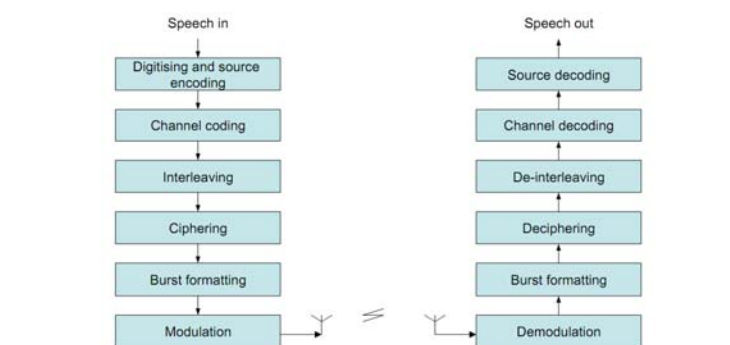 Speech in
Digitising and source
encoding
Channel coding
Interleaving
Ciphering
Burst formatting
Modulation
Speech out
Source decoding
Channel decoding
De-interleaving
Deciphering
Burst formatting
Demodulation